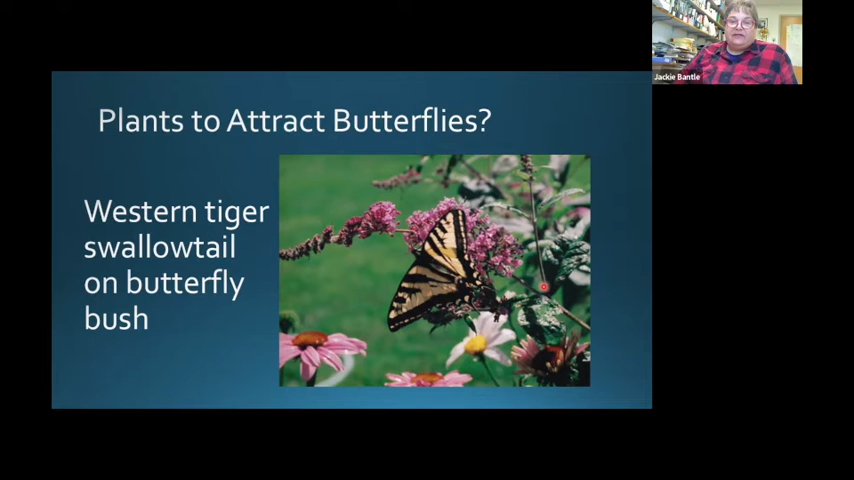 Jackie Bantle
Plants to Attract Butterflies?
Western tiger
swallowtail
on butterfly
bush